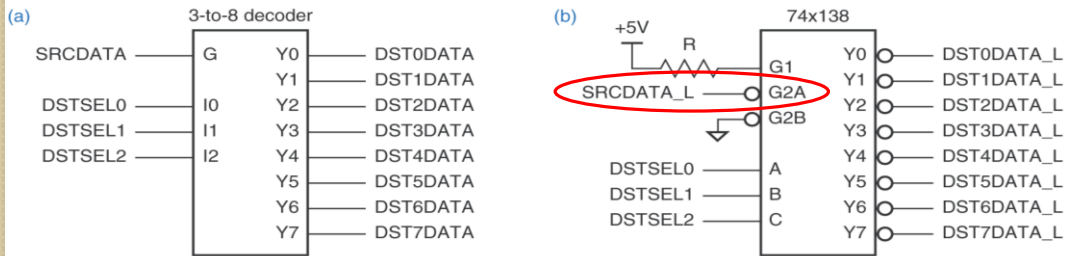 (a) 3-to-8 decoder
SRCDATA G Y0 DST0DATA
Y1 DST1DATA
DSTSEL0 I0 Y2 DST2DATA
DSTSEL1 I1 Y3 DST3DATA
DSTSEL2 I2 Y4 DST4DATA
Y5 DST5DATA
Y6 DST6DATA
Y7 DST7DATA
(b) 74x138
+5V R
G1 Y0 DST0DATA_L
Y1 DST1DATA_L
SRCDATA_L G2A Y2 DST2DATA_L
G2B Y3 DST3DATA_L
DSTSEL0 A Y4 DST4DATA_L
DSTSEL1 B Y5 DST5DATA_L
DSTSEL2 C Y6 DST6DATA_L
Y7 DST7DATA_L